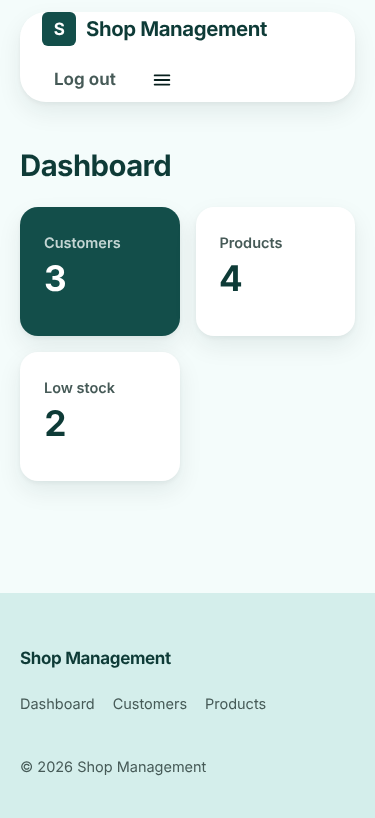 S Shop Management
Log out
Dashboard
Customers Products
3 4
Low stock
2
Shop Management
Dashboard Customers Products
© 2026 Shop Management